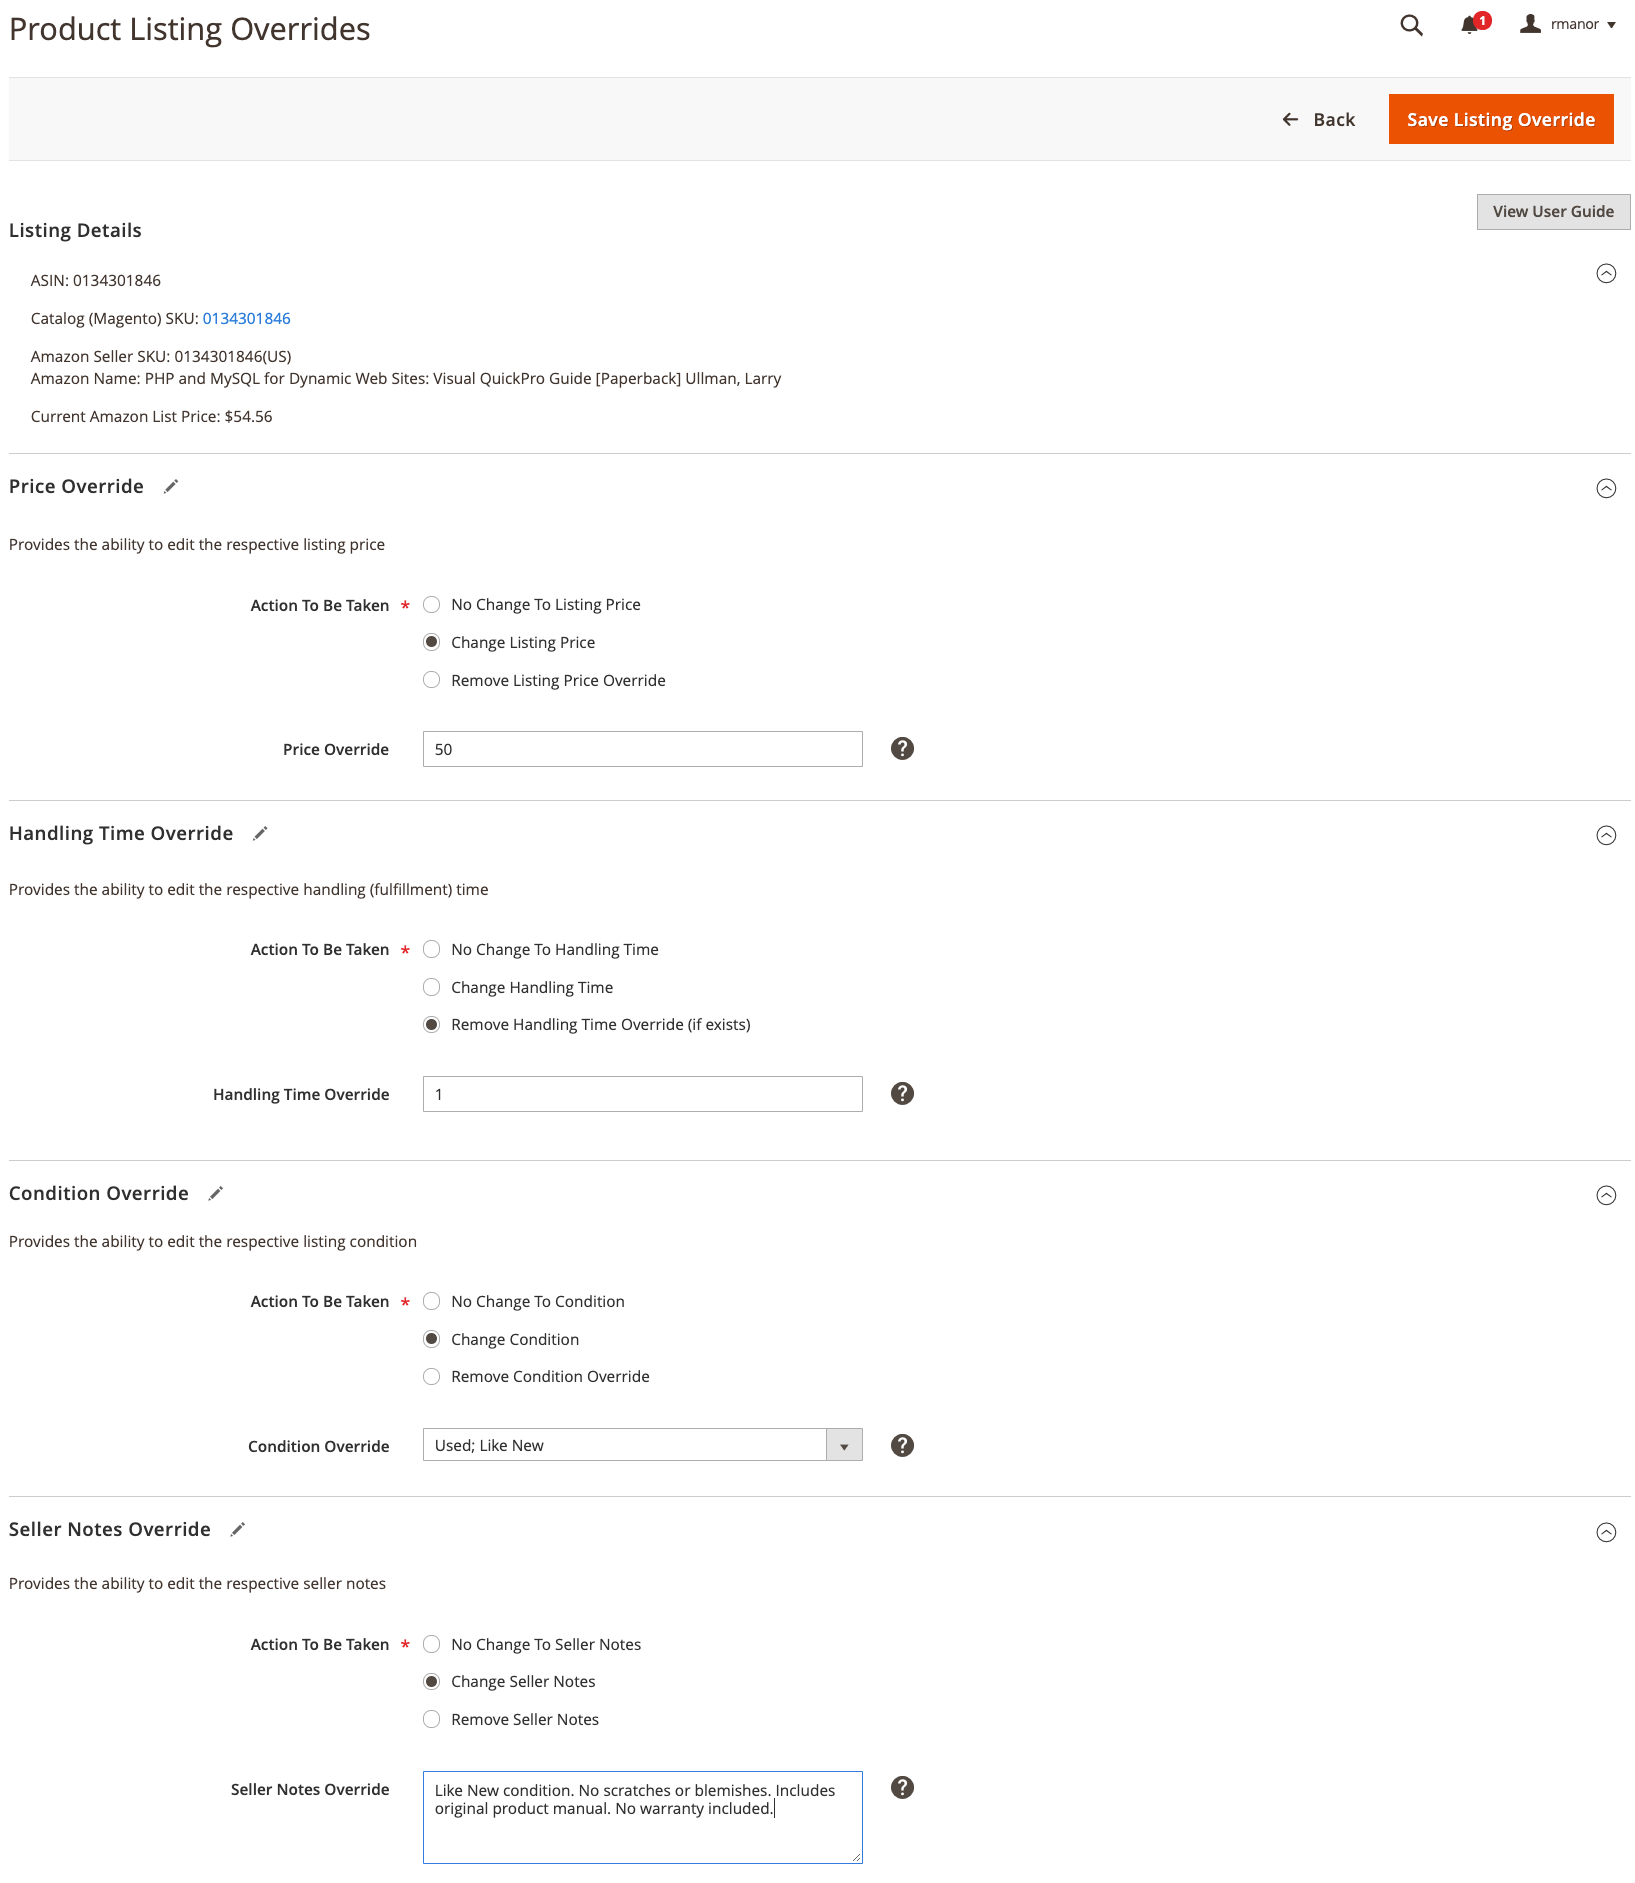 Product Listing Overrides
1
rmanor
Back
Save Listing Override
View User Guide
Listing Details
ASIN: 0134301846
Catalog (Magento) SKU: 0134301846
Amazon Seller SKU: 0134301846(US)
Amazon Name: PHP and MySQL for Dynamic Web Sites: Visual QuickPro Guide [Paperback] Ullman, Larry
Current Amazon List Price: $54.56
Price Override
Provides the ability to edit the respective listing price
Action To Be Taken * No Change To Listing Price
Change Listing Price
Remove Listing Price Override
Price Override 50 ?
Handling Time Override
Provides the ability to edit the respective handling (fulfillment) time
Action To Be Taken * No Change To Handling Time
Change Handling Time
Remove Handling Time Override (if exists)
Handling Time Override 1 ?
Condition Override
Provides the ability to edit the respective listing condition
Action To Be Taken * No Change To Condition
Change Condition
Remove Condition Override
Condition Override Used; Like New ?
Seller Notes Override
Provides the ability to edit the respective seller notes
Action To Be Taken * No Change To Seller Notes
Change Seller Notes
Remove Seller Notes
Seller Notes Override Like New condition. No scratches or blemishes. Includes ?
original product manual. No warranty included.